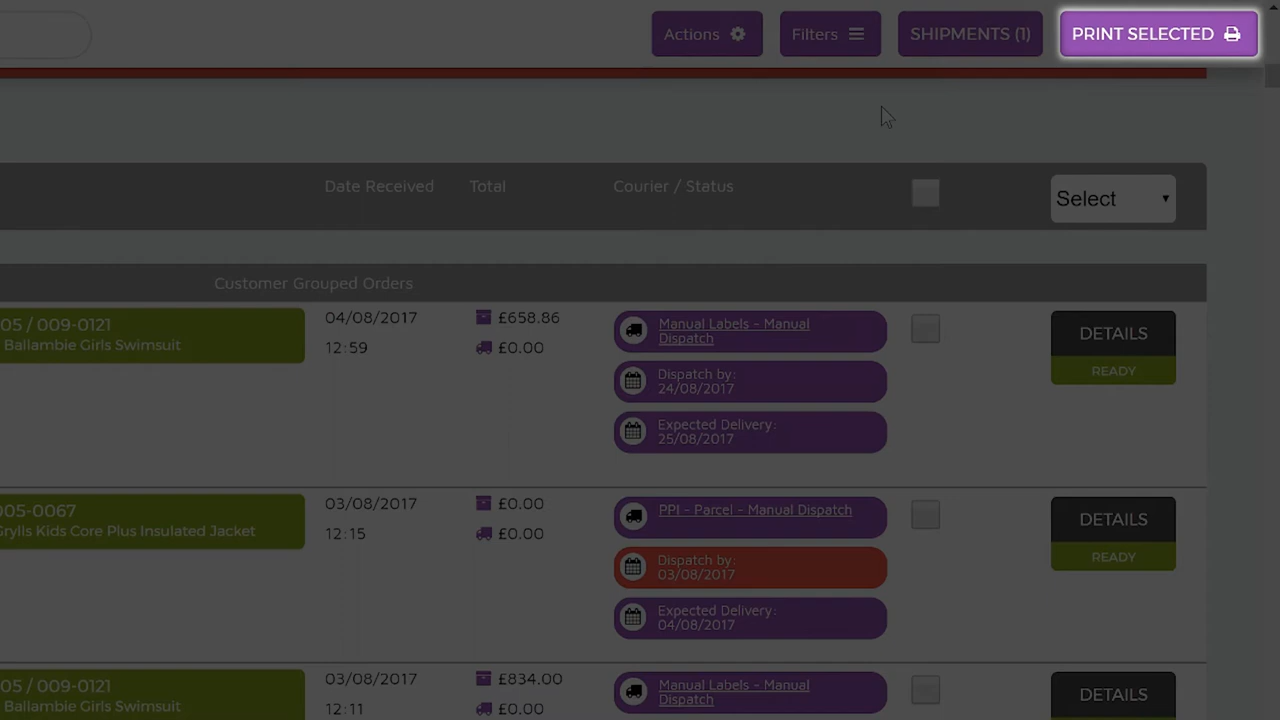 Actions
Filters
SHIPMENTS (1)
PRINT SELECTED
Date Received
Total
Courier / Status
Select
Customer Grouped Orders
05 / 009-0121
Ballambie Girls Swimsuit
04/08/2017
12:59
£658.86
£0.00
Manual Labels - Manual
Dispatch
Dispatch by:
24/08/2017
Expected Delivery:
25/08/2017
DETAILS
READY
005-0067
Grylls Kids Core Plus Insulated Jacket
03/08/2017
12:15
£0.00
£0.00
PPI - Parcel - Manual Dispatch
Dispatch by:
03/08/2017
Expected Delivery:
04/08/2017
DETAILS
READY
05 / 009-0121
Ballambie Girls Swimsuit
03/08/2017
12:11
£834.00
£0.00
Manual Labels - Manual
Dispatch
DETAILS